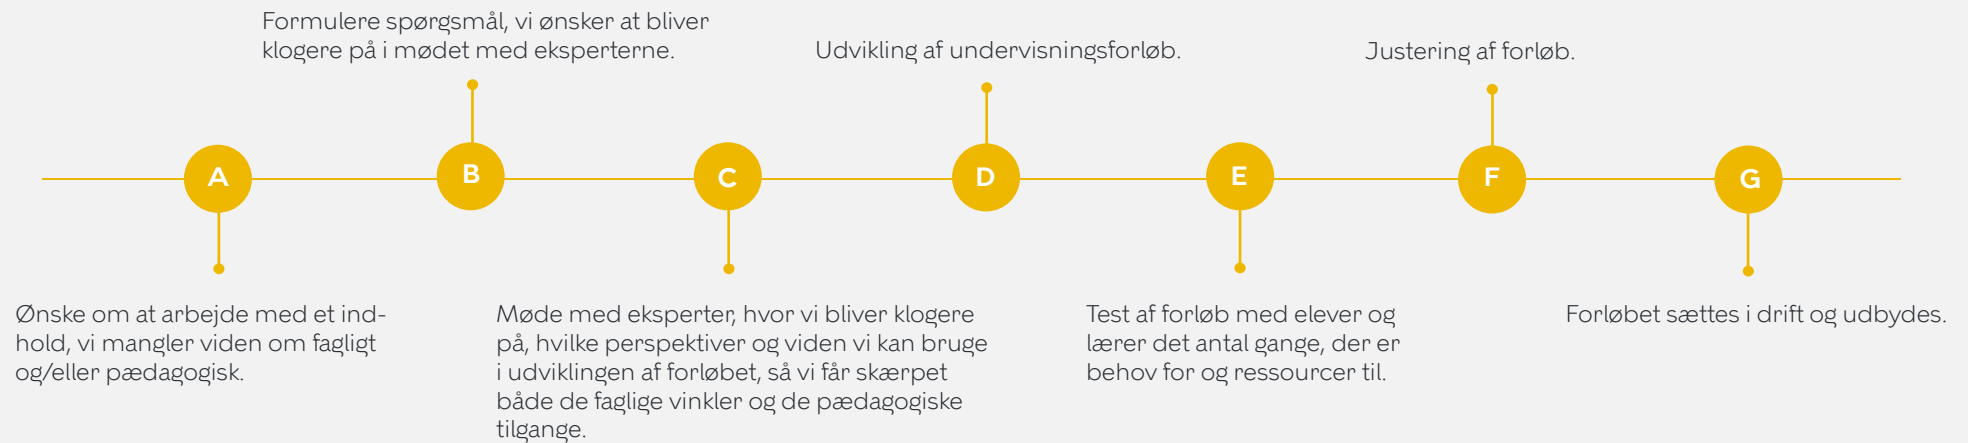 Formulere spørgsmål, vi ønsker at bliver
klogere på i mødet med eksperterne.
Udvikling af undervisningsforløb.
Justering af forløb.
A
B
C
D
E
F
G
Ønske om at arbejde med et ind-
hold, vi mangler viden om fagligt
og/eller pædagogisk.
Møde med eksperter, hvor vi bliver klogere
på, hvilke perspektiver og viden vi kan bruge
i udviklingen af forløbet, så vi får skærpet
både de faglige vinkler og de pædagogiske
tilgange.
Test af forløb med elever og
lærer det antal gange, der er
behov for og ressourcer til.
Forløbet sættes i drift og udbydes.